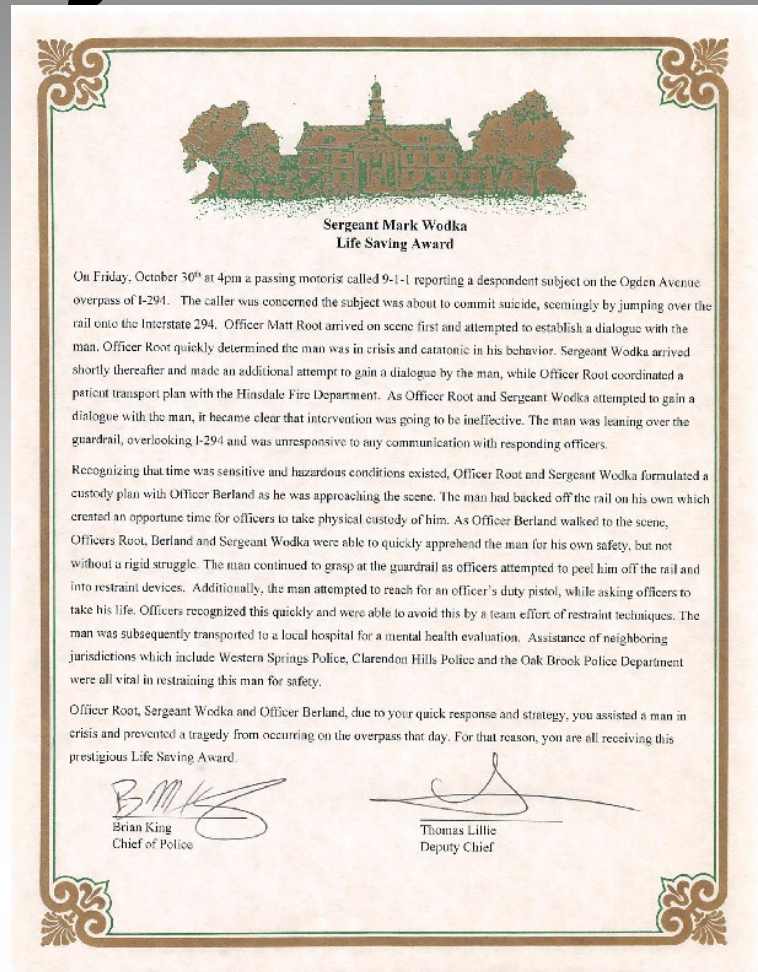 Sergeant Mark Wodka
Life Saving Award
On Friday, October 30th at 4pm a passing motorist called 9-1-1 reporting a despondent subject on the Ogden Avenue
overpass of I-294. The caller was concerned the subject was about to commit suicide, seemingly by jumping over the
rail onto the Interstate 294. Officer Matt Root arrived on scene first and attempted to establish a dialogue with the
man. Officer Root quickly determined the man was in crisis and catatonic in his behavior. Sergeant Wodka arrived
shortly thereafter and made an additional attempt to gain a dialogue by the man, while Officer Root coordinated a
patient transport plan with the Hinsdale Fire Department. As Officer Root and Sergeant Wodka attempted to gain a
dialogue with the man, it became clear that intervention was going to be ineffective. The man was leaning over the
guardrail, overlooking I-294 and was unresponsive to any communication with responding officers.
Recognizing that time was sensitive and hazardous conditions existed, Officer Root and Sergeant Wodka formulated a
custody plan with Officer Berland as he was approaching the scene. The man had backed off the rail on his own which
created an opportune time for officers to take physical custody of him. As Officer Berland walked to the scene,
Officers Root, Berland and Sergeant Wodka were able to quickly apprehend the man for his own safety, but not
without a rigid struggle. The man continued to grasp at the guardrail as officers attempted to peel him off the rail and
into restraint devices. Additionally, the man attempted to reach for an officer's duty pistol, while asking officers to
take his life. Officers recognized this quickly and were able to avoid this by a team effort of restraint techniques. The
man was subsequently transported to a local hospital for a mental health evaluation. Assistance of neighboring
jurisdictions which include Western Springs Police, Clarendon Hills Police and the Oak Brook Police Department
were all vital in restraining this man for safety.
Officer Root, Sergeant Wodka and Officer Berland, due to your quick response and strategy, you assisted a man in
crisis and prevented a tragedy from occurring on the overpass that day. For that reason, you are all receiving this
prestigious Life Saving Award.
Brian King
Chief of Police
Thomas Lillie
Deputy Chief